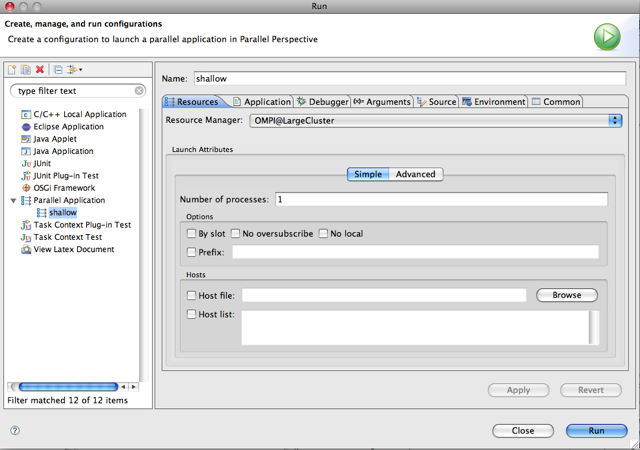 Run
Create, manage, and run configurations
Create a configuration to launch a parallel application in Parallel Perspective
type filter text
C/C++ Local Application
Eclipse Application
Java Applet
Java Application
JUnit
JUnit Plug-in Test
OSGi Framework
Parallel Application
shallow
Task Context Plug-in Test
Task Context Test
View Latex Document
Filter matched 12 of 12 items
Name: shallow
Resources Application Debugger Arguments Source Environment Common
Resource Manager: OMPI@LargeCluster
Launch Attributes
Simple Advanced
Number of processes: 1
Options
By slot No oversubscribe No local
Prefix:
Hosts
Host file: Browse
Host list:
Apply Revert
? Close Run